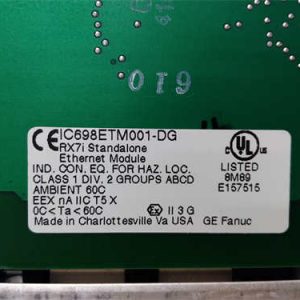 019
CE IC698ETM001-DG
RX7i Standalone
Ethernet Module
IND. CON. EQ. FOR HAZ. LOC.
CLASS 1 DIV. 2 GROUPS ABCD
AMBIENT 60C
EEX nA IIC T5 X
0C<Ta<60C Ex II 3 G
Made in Charlottesville Va USA GE Fanuc
UL
LISTED
8M89
E157515